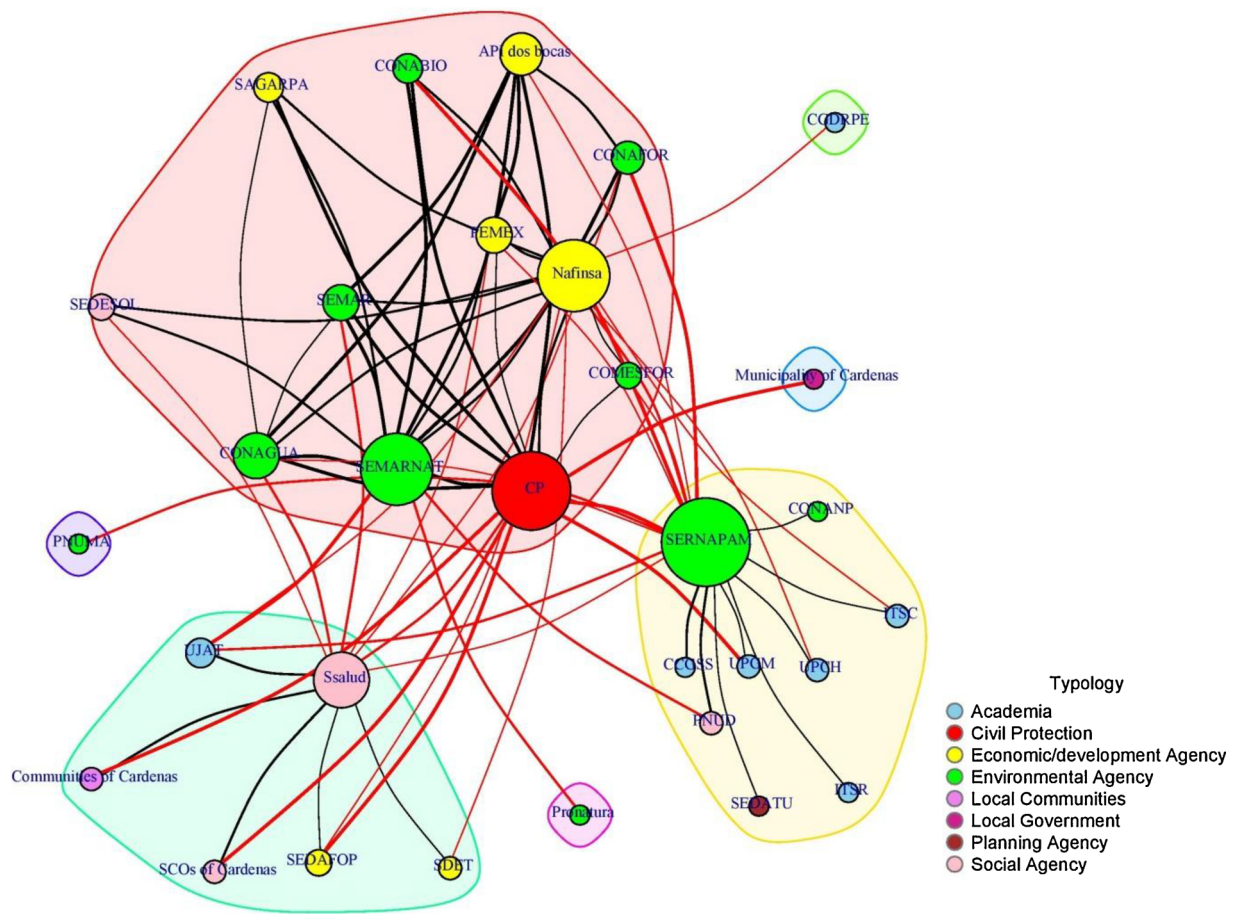 API dos bocas
CONABIO
SAGARPA
CGDRPE
CONAFOR
PEMEX
Nafinsa
SEMAR
SEDESOL
COMESFOR
Municipality of Cardenas
CONAGUA
SEMARNAT
CP
CONANP
PNUMA
SERNAPAM
ITSC
UJAT
CCGSS
UPGM
UPCH
Ssalud
PNUD
Communities of Cardenas
ITSR
SEDATU
Pronatura
SEDAFOP
SDET
SCOs of Cardenas
Typology
Academia
Civil Protection
Economic/development Agency
Environmental Agency
Local Communities
Local Government
Planning Agency
Social Agency